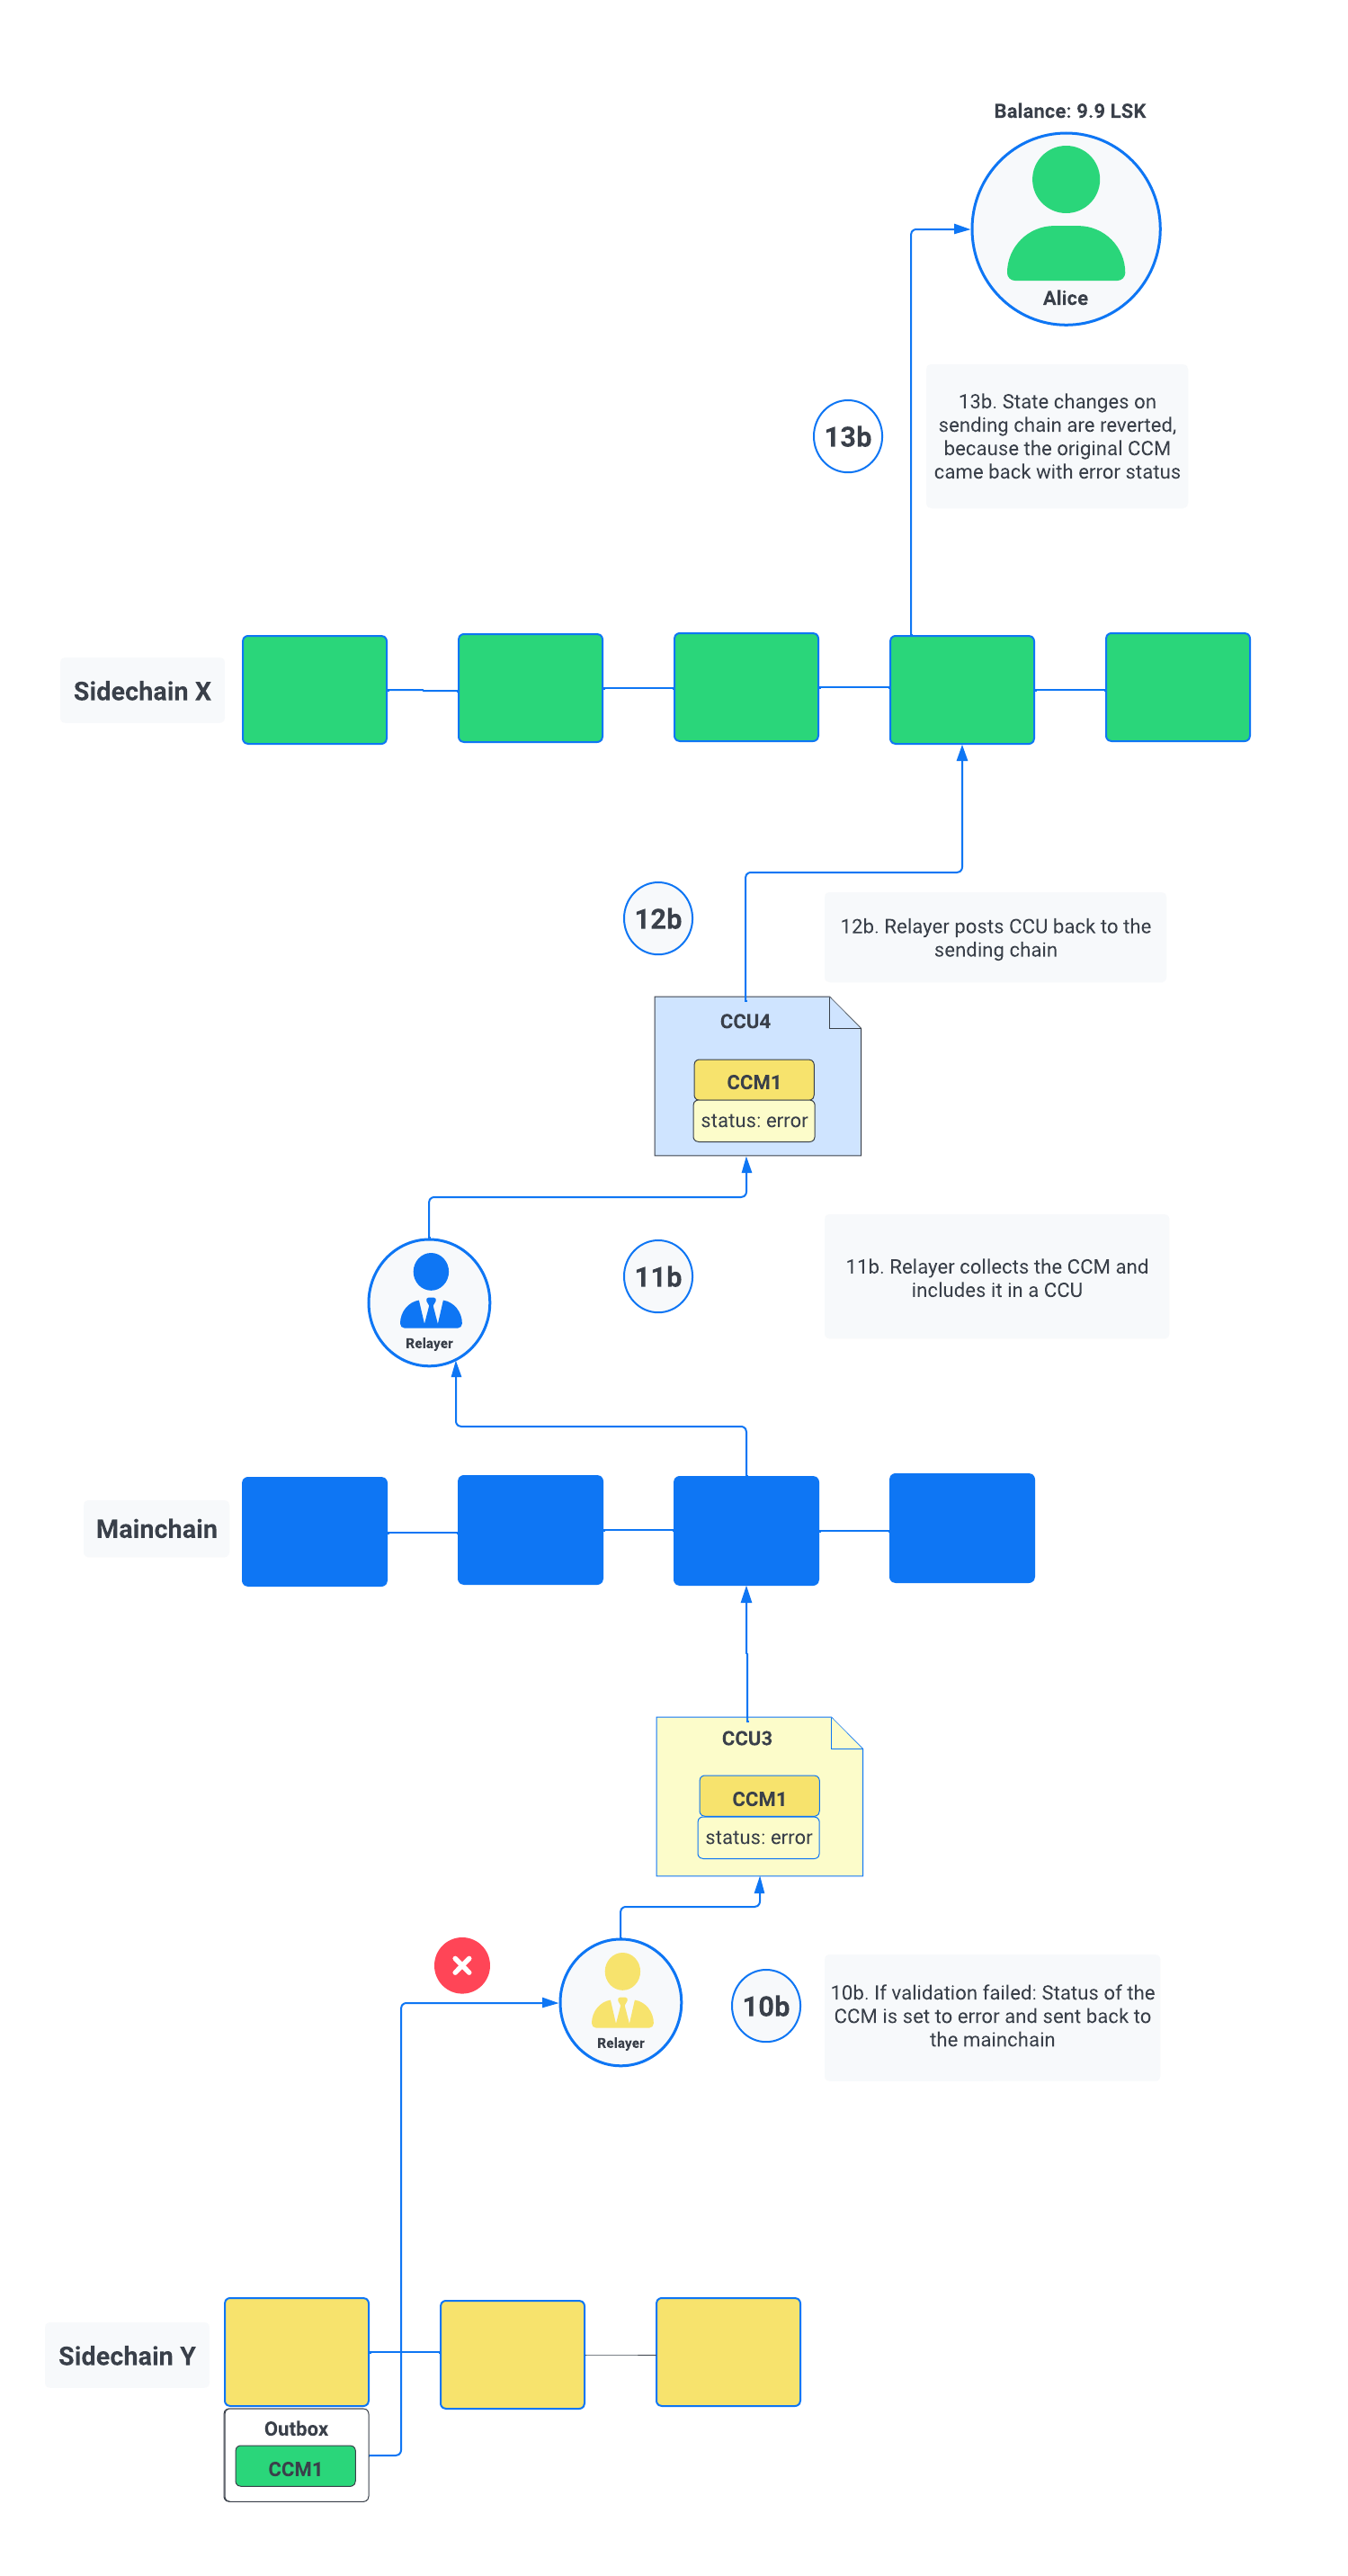 Balance: 9.9 LSK
Alice
13b
13b. State changes on
sending chain are reverted,
because the original CCM
came back with error status
Sidechain X
12b
12b. Relayer posts CCU back to the
sending chain
CCU4
CCM1
status: error
11b
11b. Relayer collects the CCM and
includes it in a CCU
Relayer
Mainchain
CCU3
CCM1
status: error
Relayer
10b
10b. If validation failed: Status of the
CCM is set to error and sent back to
the mainchain
Sidechain Y
Outbox
CCM1